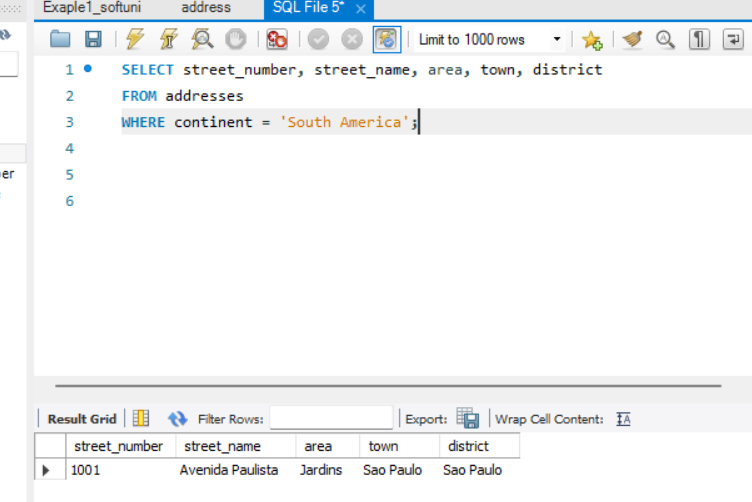 Exaple1_softuni address SQL File 5*
Limit to 1000 rows
1 SELECT street_number, street_name, area, town, district
2 FROM addresses
3 WHERE continent = 'South America';
4
er 5
6
Result Grid Filter Rows: Export: Wrap Cell Content: IA
street_number street_name area town district
1001 Avenida Paulista Jardins Sao Paulo Sao Paulo